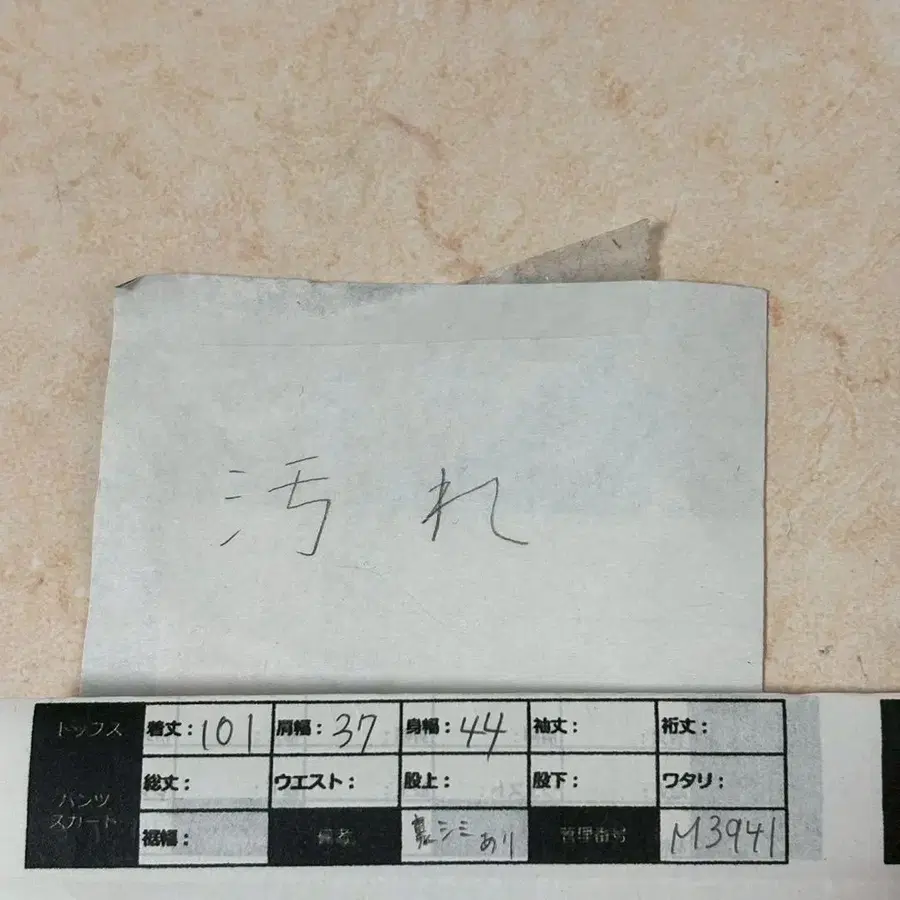 汚れ
トップス 着丈：101 肩幅：37 身幅：44 袖丈： 裄丈：
パンツ
スカート
総丈： ウエスト： 股上： 股下： ワタリ：
裾幅： 備考 裏シミあり 管理番号 M3941